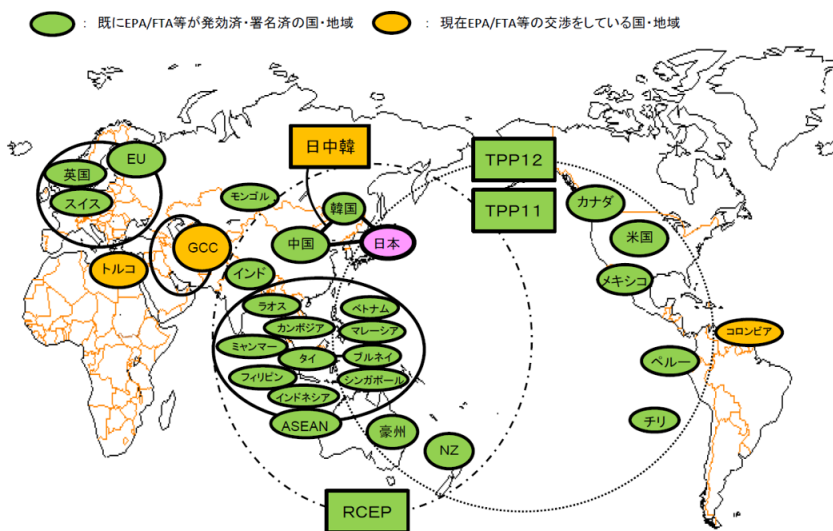 ： 既にEPA/FTA等が発効済・署名済の国・地域
： 現在EPA/FTA等の交渉をしている国・地域
日中韓
TPP12
TPP11
EU
英国
スイス
モンゴル
韓国
カナダ
中国
日本
米国
GCC
トルコ
インド
メキシコ
ラオス
ベトナム
カンボジア
マレーシア
ミャンマー
タイ
ブルネイ
コロンビア
ペルー
フィリピン
シンガポール
インドネシア
ASEAN
豪州
チリ
NZ
RCEP